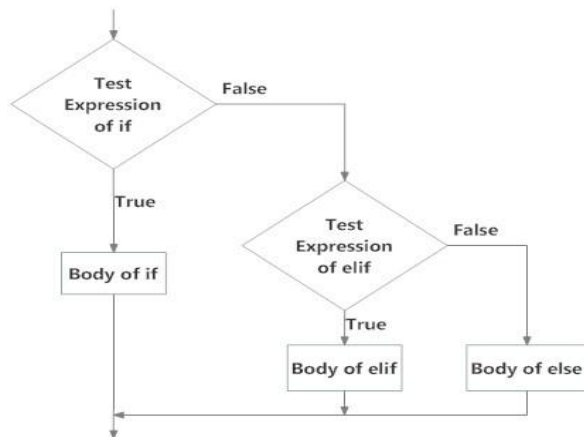 Test
Expression
of if
False
True
Test
Expression
of elif
False
Body of if
True
Body of elif
Body of else